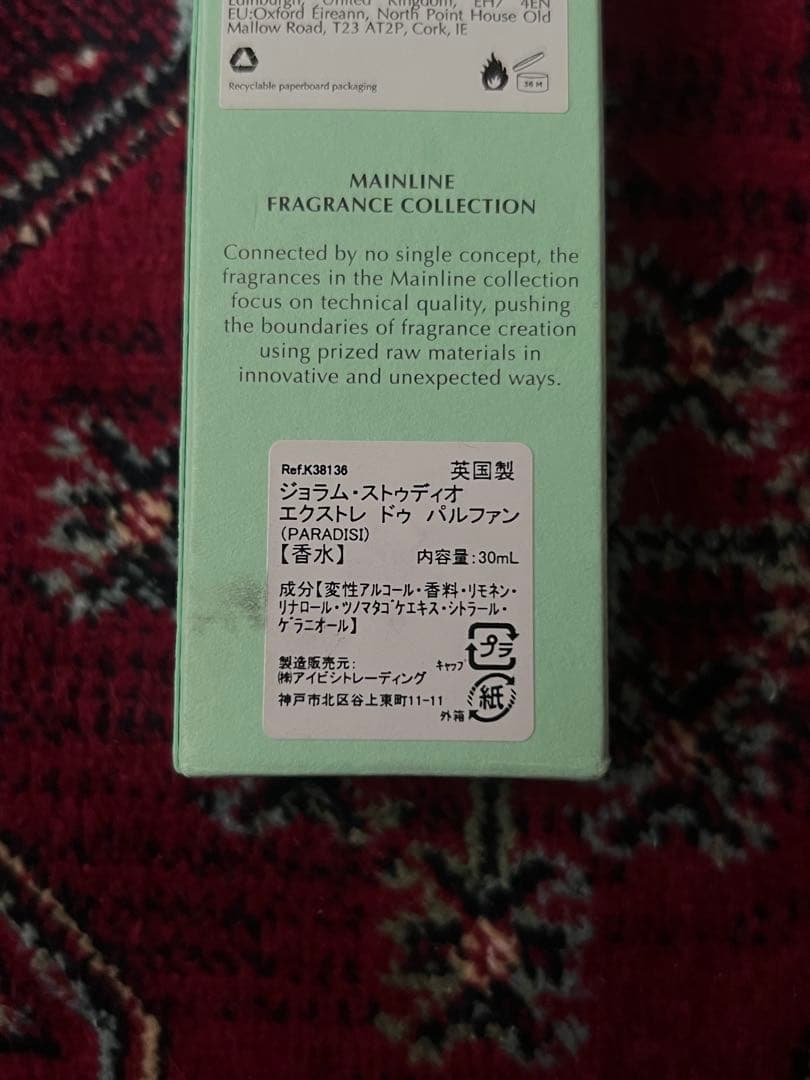 Edinburgh, United Kingdom, EH7 4EN
EU:Oxford Éireann, North Point House Old
Mallow Road, T23 AT2P, Cork, IE
Recyclable paperboard packaging
36 M
MAINLINE
FRAGRANCE COLLECTION
Connected by no single concept, the
fragrances in the Mainline collection
focus on technical quality, pushing
the boundaries of fragrance creation
using prized raw materials in
innovative and unexpected ways.
Ref.K38136 英国製
ジョラム・ストゥディオ
エクストレ ドゥ パルファン
(PARADISI)
【香水】 内容量:30mL
成分【変性アルコール・香料・リモネン・
リナロール・ツノマタゴケエキス・シトラール・
ゲラニオール】
プラ
製造販売元: キャップ
㈱アイビシトレーディング
神戸市北区谷上東町11-11 紙
外箱